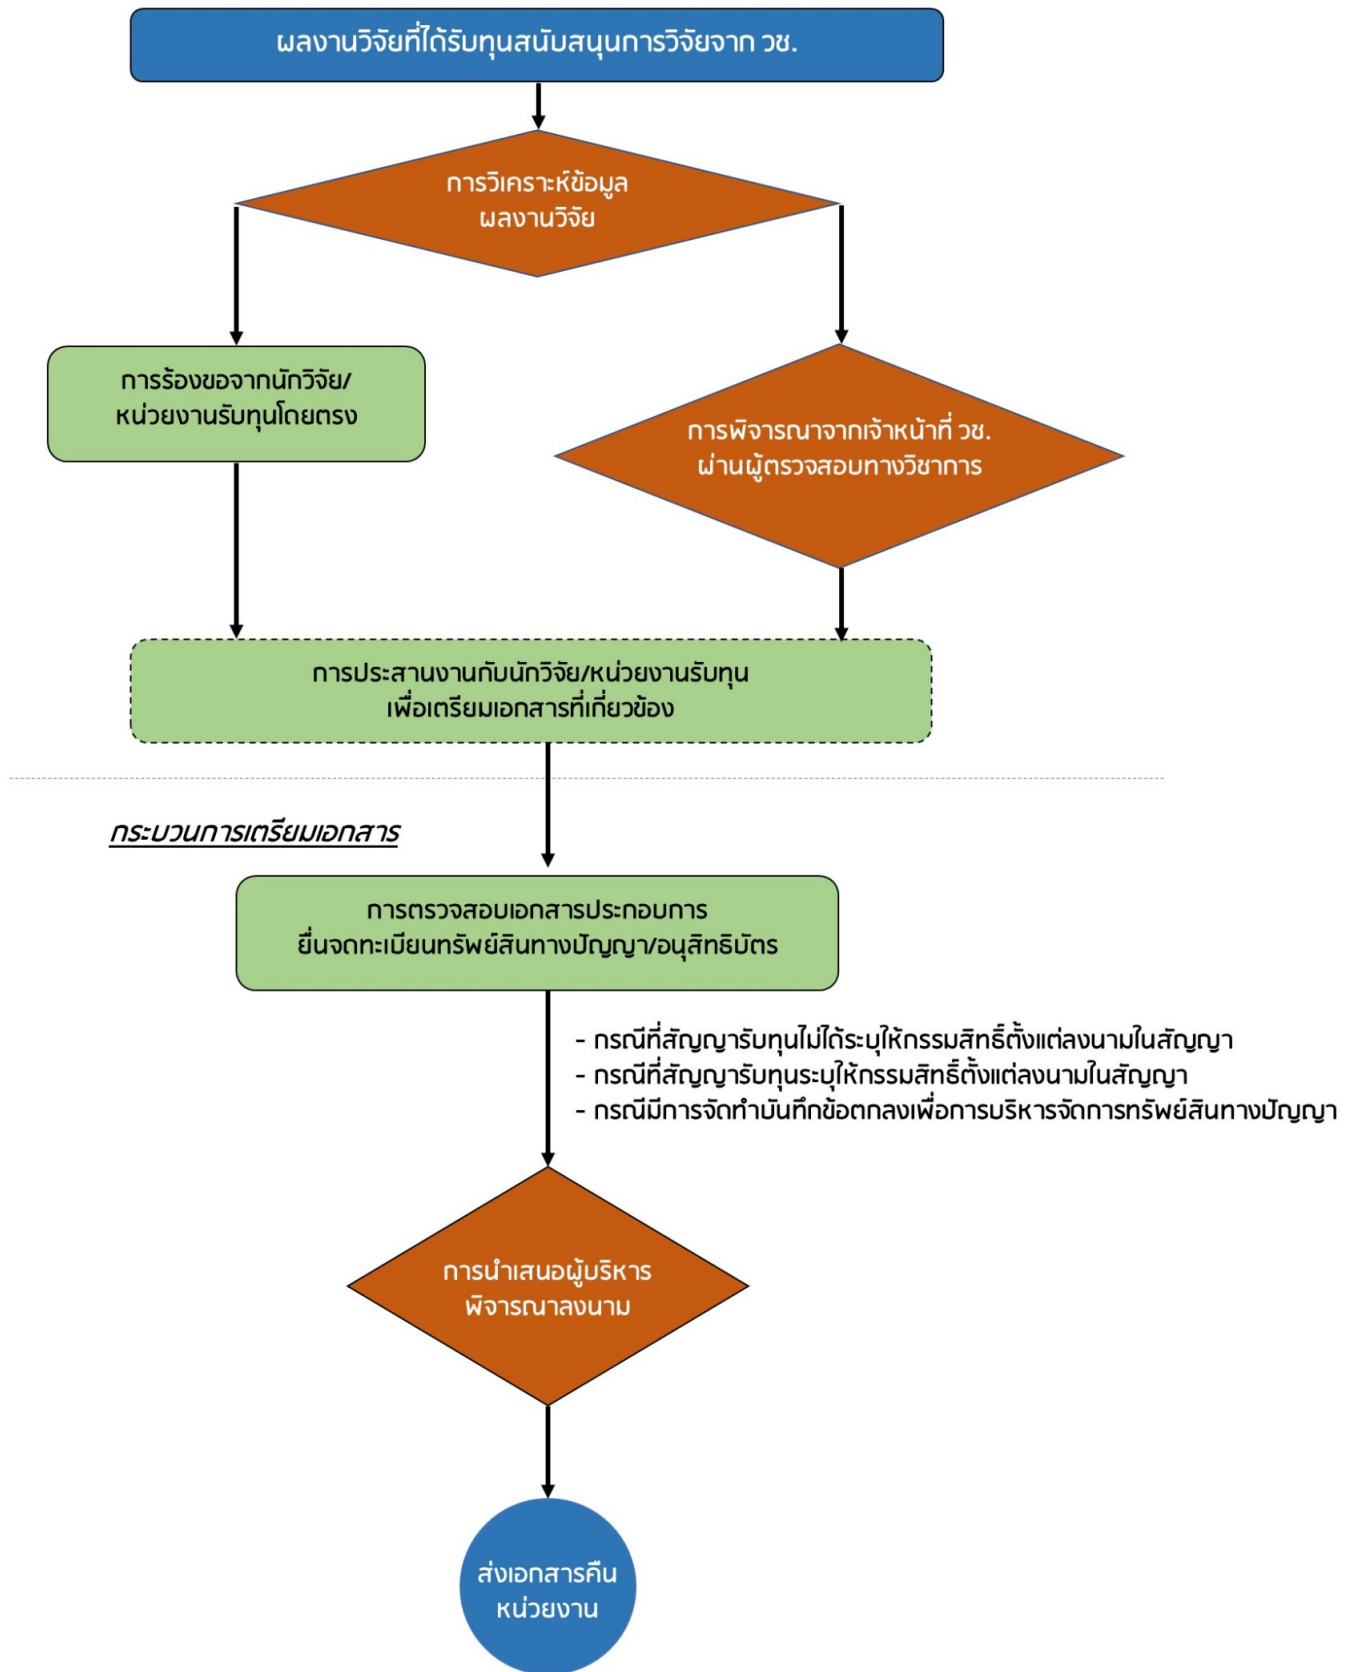 ผลงานวิจัยที่ได้รับทุนสนับสนุนการวิจัยจาก วช.
การวิเคราะห์ข้อมูล
ผลงานวิจัย
การร้องขอจากนักวิจัย/
หน่วยงานรับทุนโดยตรง
การพิจารณาจากเจ้าหน้าที่ วช.
ผ่านผู้ตรวจสอบทางวิชาการ
การประสานงานกับนักวิจัย/หน่วยงานรับทุน
เพื่อเตรียมเอกสารที่เกี่ยวข้อง
กระบวนการเตรียมเอกสาร
การตรวจสอบเอกสารประกอบการ
ยื่นจดทะเบียนทรัพย์สินทางปัญญา/อนุสิทธิบัตร
- กรณีที่สัญญารับทุนไม่ได้ระบุให้กรรมสิทธิ์ตั้งแต่ลงนามในสัญญา
- กรณีที่สัญญารับทุนระบุให้กรรมสิทธิ์ตั้งแต่ลงนามในสัญญา
- กรณีมีการจัดทำบันทึกข้อตกลงเพื่อการบริหารจัดการทรัพย์สินทางปัญญา
การนำเสนอผู้บริหาร
พิจารณาลงนาม
ส่งเอกสารคืน
หน่วยงาน